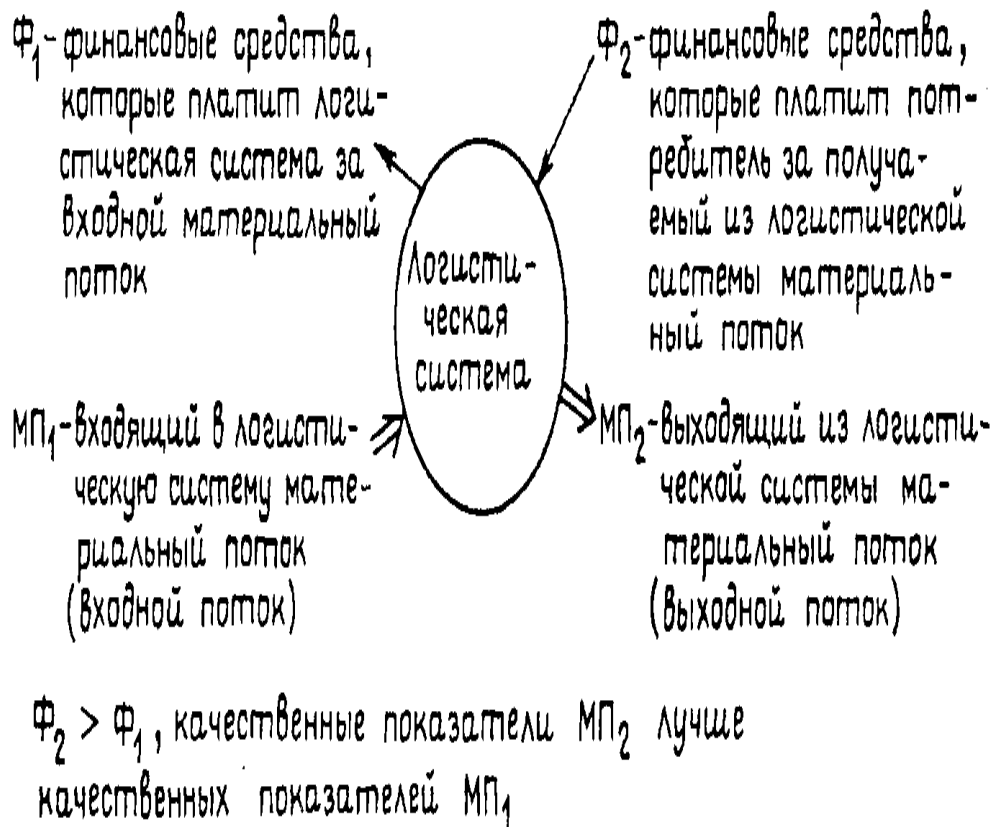 Ф₁-финансовые средства,
которые платит логи-
стическая система за
входной материальный
поток
Ф₂-финансовые средства,
которые платит пот-
ребитель за получа-
емый из логистической
системы материаль-
ный поток
Логисти-
ческая
система
МП₁-входящий в логисти-
ческую систему мате-
риальный поток
(входной поток)
МП₂-выходящий из логисти-
ческой системы ма-
териальный поток
(выходной поток)
Ф₂ > Ф₁, качественные показатели МП₂ лучше
качественных показателей МП₁